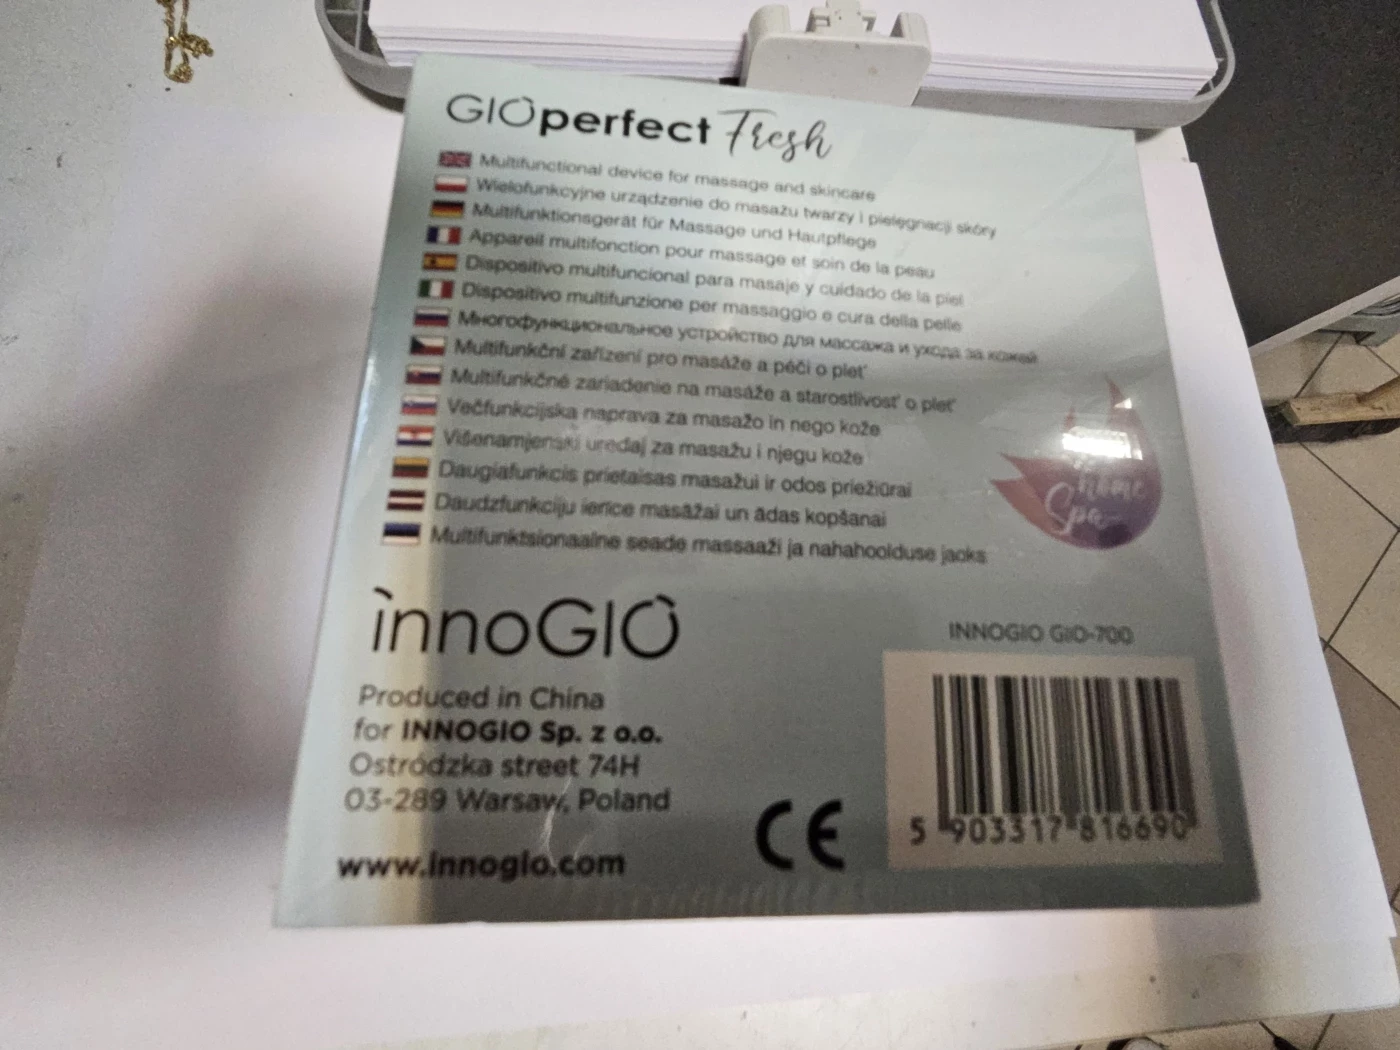 GIÒperfect Fresh
Multifunctional device for massage and skincare
Wielofunkcyjne urządzenie do masażu twarzy i pielęgnacji skóry
Multifunktionsgerät für Massage und Hautpflege
Appareil multifonction pour massage et soin de la peau
Dispositivo multifuncional para masaje y cuidado de la piel
Dispositivo multifunzione per massaggio e cura della pelle
Многофункциональное устройство для массажа и ухода за кожей
Multifunkční zařízení pro masáže a péči o pleť
Multifunkčné zariadenie na masáže a starostlivosť o pleť
Večfunkcijska naprava za masažo in nego kože
Višenamjenski uređaj za masažu i njegu kože
Daugiafunkcis prietaisas masažui ir odos priežiūrai
Daudzfunkciju ierīce masāžai un ādas kopšanai
Multifunktsionaalne seade massaaži ja nahahoolduse jaoks
home
Spa
ìnnoGIÒ
Produced in China
for INNOGIO Sp. z o.o.
Ostródzka street 74H
03-289 Warsaw, Poland
www.innogio.com
CE
INNOGIO GIO-700
5 903317 816690